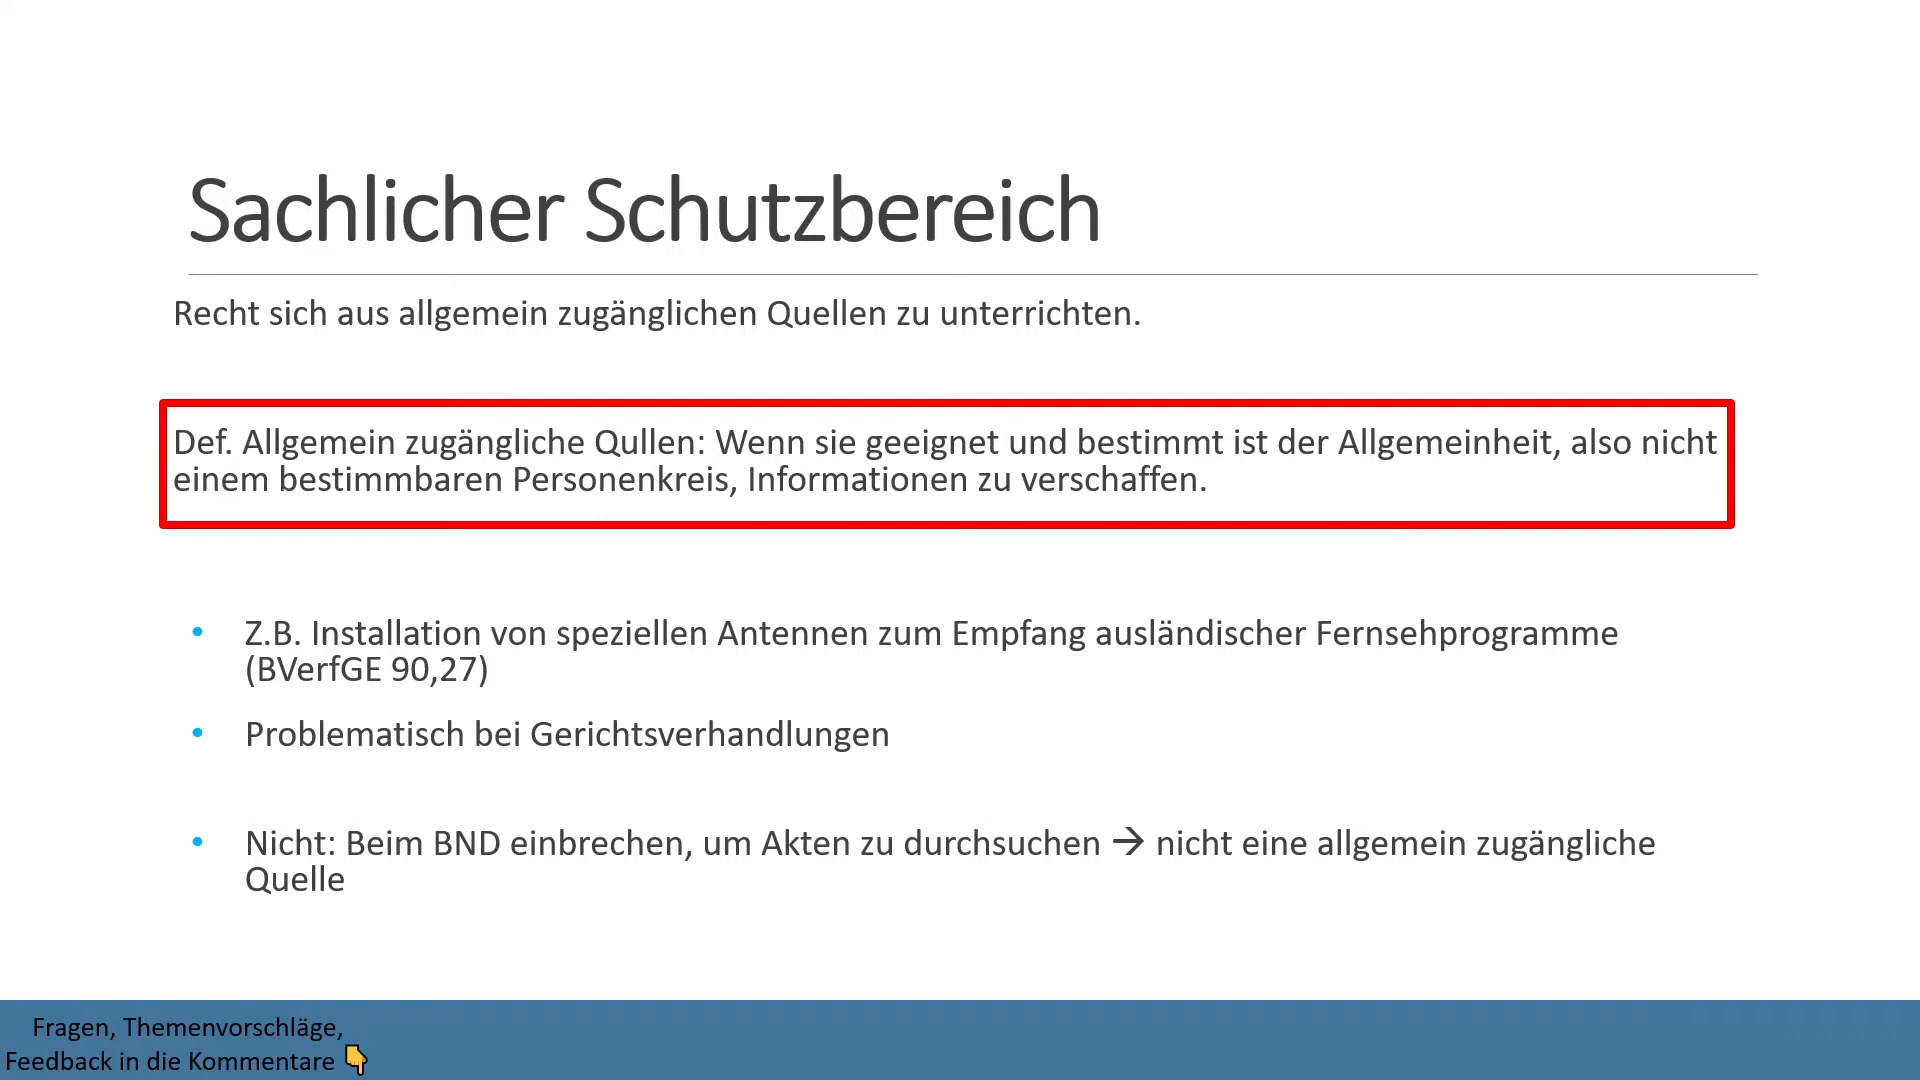 Sachlicher Schutzbereich
Recht sich aus allgemein zugänglichen Quellen zu unterrichten.
Def. Allgemein zugängliche Qullen: Wenn sie geeignet und bestimmt ist der Allgemeinheit, also nicht
einem bestimmbaren Personenkreis, Informationen zu verschaffen.
• Z.B. Installation von speziellen Antennen zum Empfang ausländischer Fernsehprogramme
(BVerfGE 90,27)
• Problematisch bei Gerichtsverhandlungen
• Nicht: Beim BND einbrechen, um Akten zu durchsuchen → nicht eine allgemein zugängliche
Quelle
Fragen, Themenvorschläge,
Feedback in die Kommentare 👇